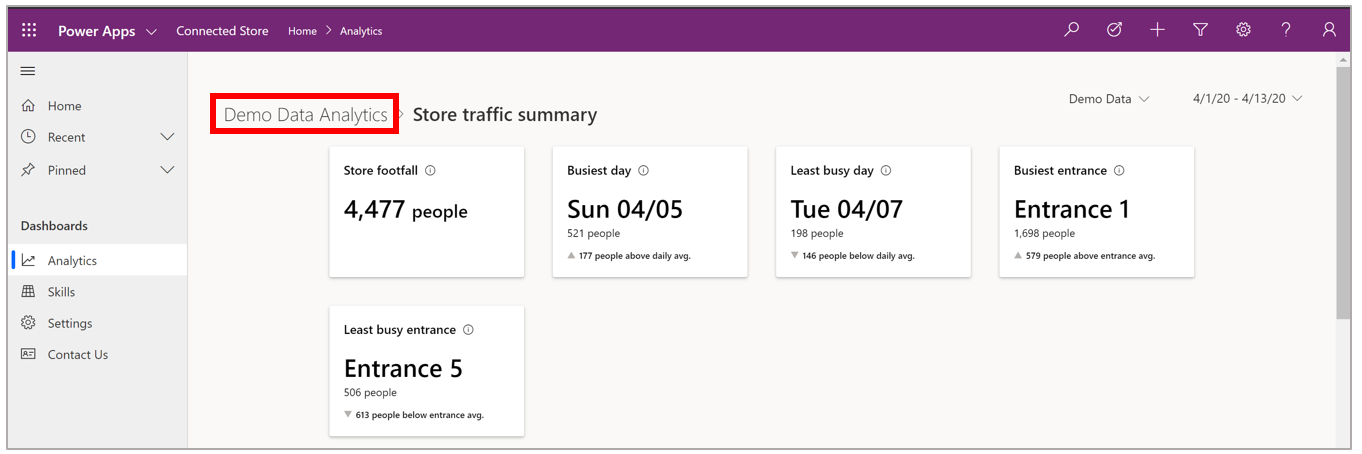 Power Apps Connected Store Home > Analytics
Home
Recent
Pinned
Dashboards
Analytics
Skills
Settings
Contact Us
Demo Data Analytics > Store traffic summary
Demo Data 4/1/20 - 4/13/20
Store footfall
4,477 people
Busiest day
Sun 04/05
521 people
177 people above daily avg.
Least busy day
Tue 04/07
198 people
146 people below daily avg.
Busiest entrance
Entrance 1
1,698 people
579 people above entrance avg.
Least busy entrance
Entrance 5
506 people
613 people below entrance avg.